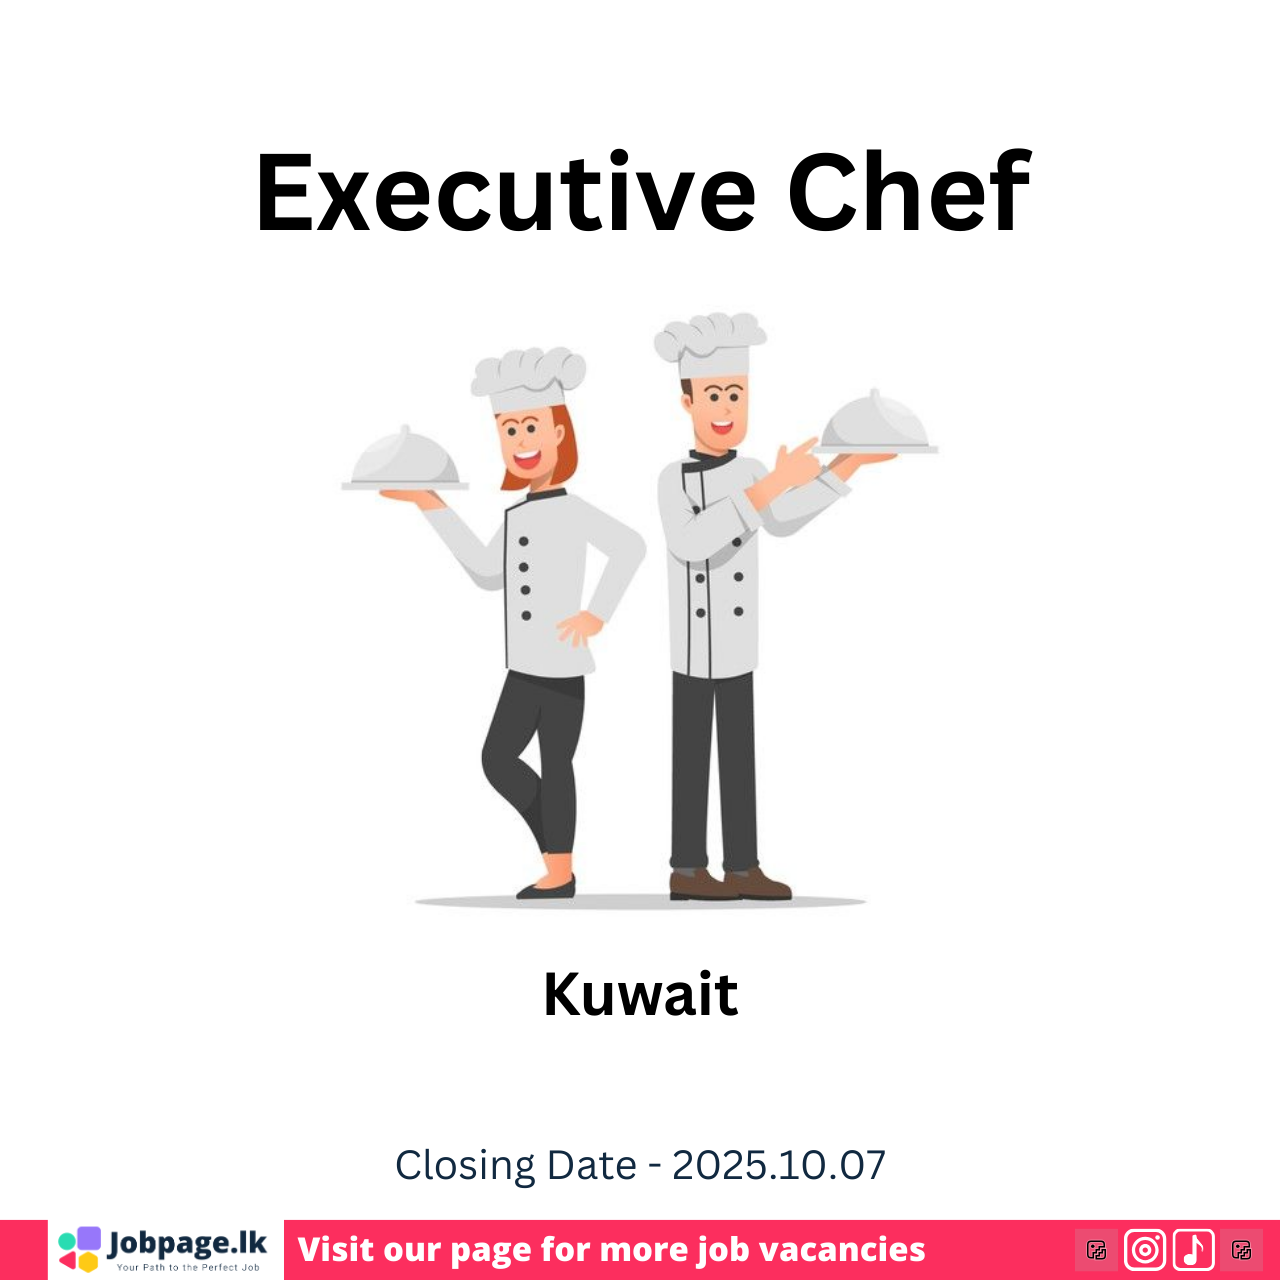 Executive Chef
Kuwait
Closing Date - 2025.10.07
Jobpage.lk
Your Path to the Perfect Job
Visit our page for more job vacancies